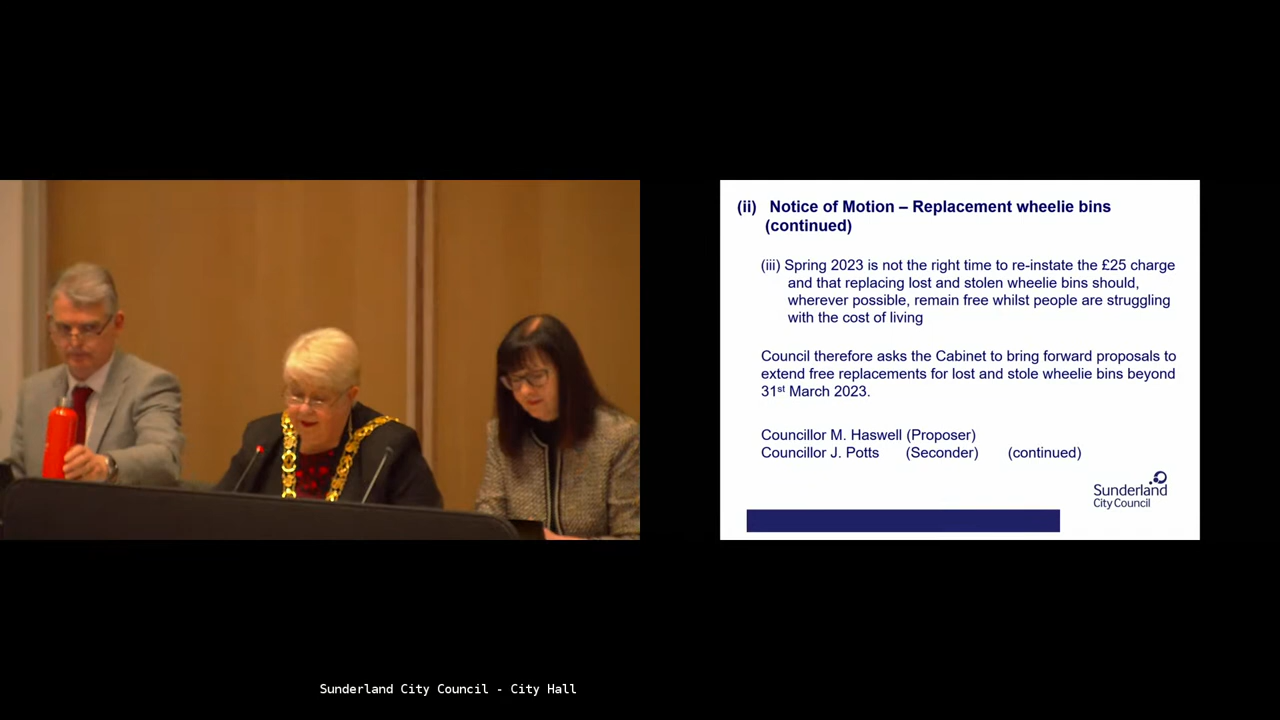 (ii) Notice of Motion – Replacement wheelie bins
(continued)
(iii) Spring 2023 is not the right time to re-instate the £25 charge
and that replacing lost and stolen wheelie bins should,
wherever possible, remain free whilst people are struggling
with the cost of living
Council therefore asks the Cabinet to bring forward proposals to
extend free replacements for lost and stole wheelie bins beyond
31st March 2023.
Councillor M. Haswell (Proposer)
Councillor J. Potts (Seconder) (continued)
Sunderland
City Council
Sunderland City Council - City Hall